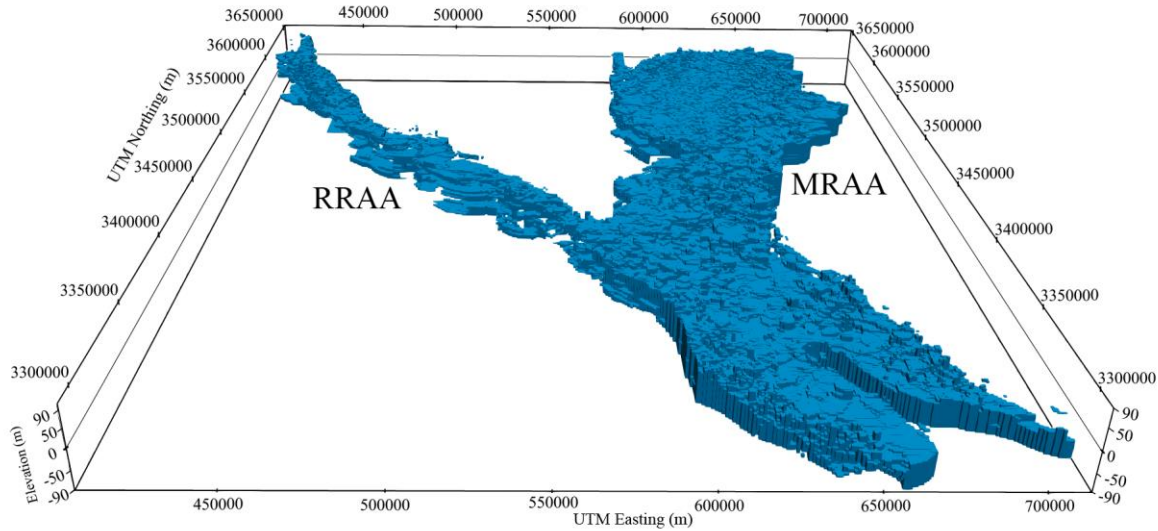 450000 500000 550000 600000 650000 700000
3650000 3650000
3600000 3600000
3550000 3550000
3500000 3500000
3450000 3450000
3400000 3400000
3350000 3350000
3300000 3300000
UTM Northing (m)
RRAA
MRAA
90 90
50 50
0 0
-50 -50
-90 -90
Elevation (m)
450000 500000 550000 600000 650000 700000
UTM Easting (m)